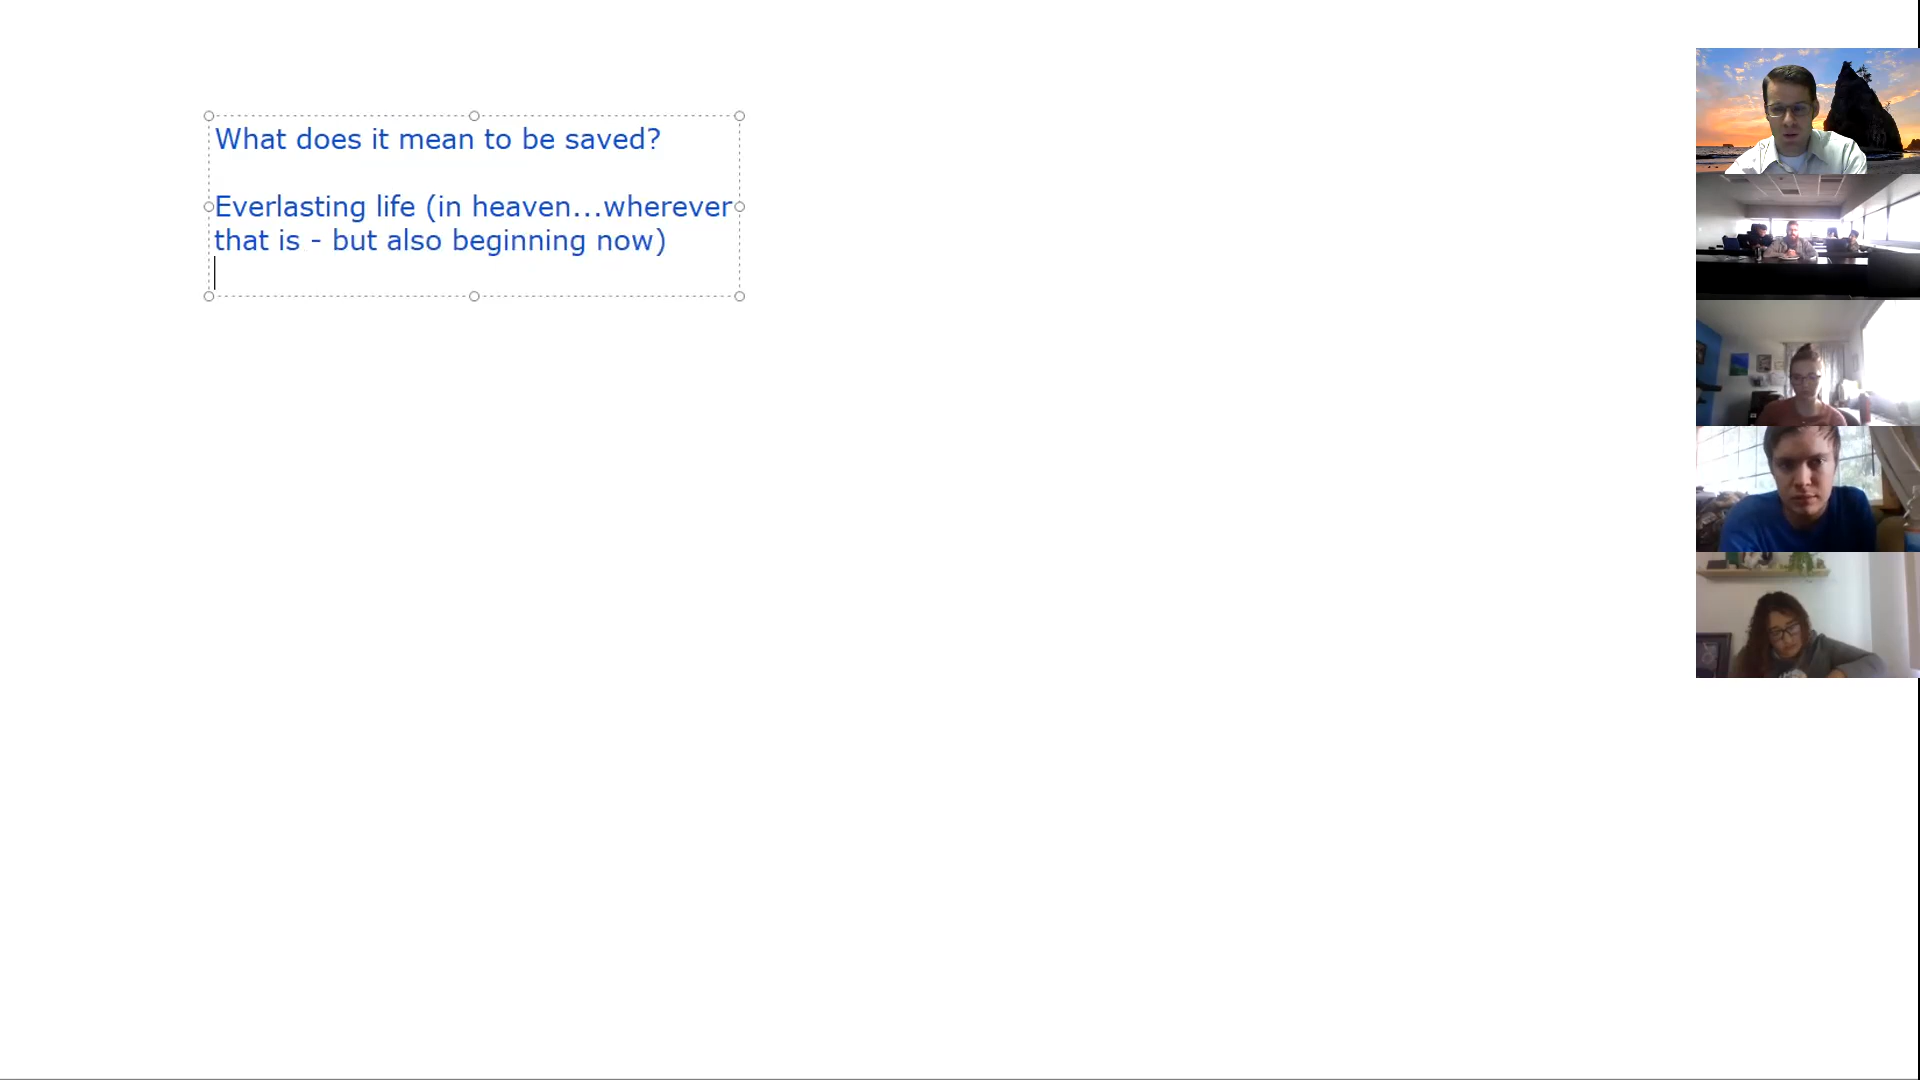 What does it mean to be saved?
Everlasting life (in heaven...wherever
that is - but also beginning now)